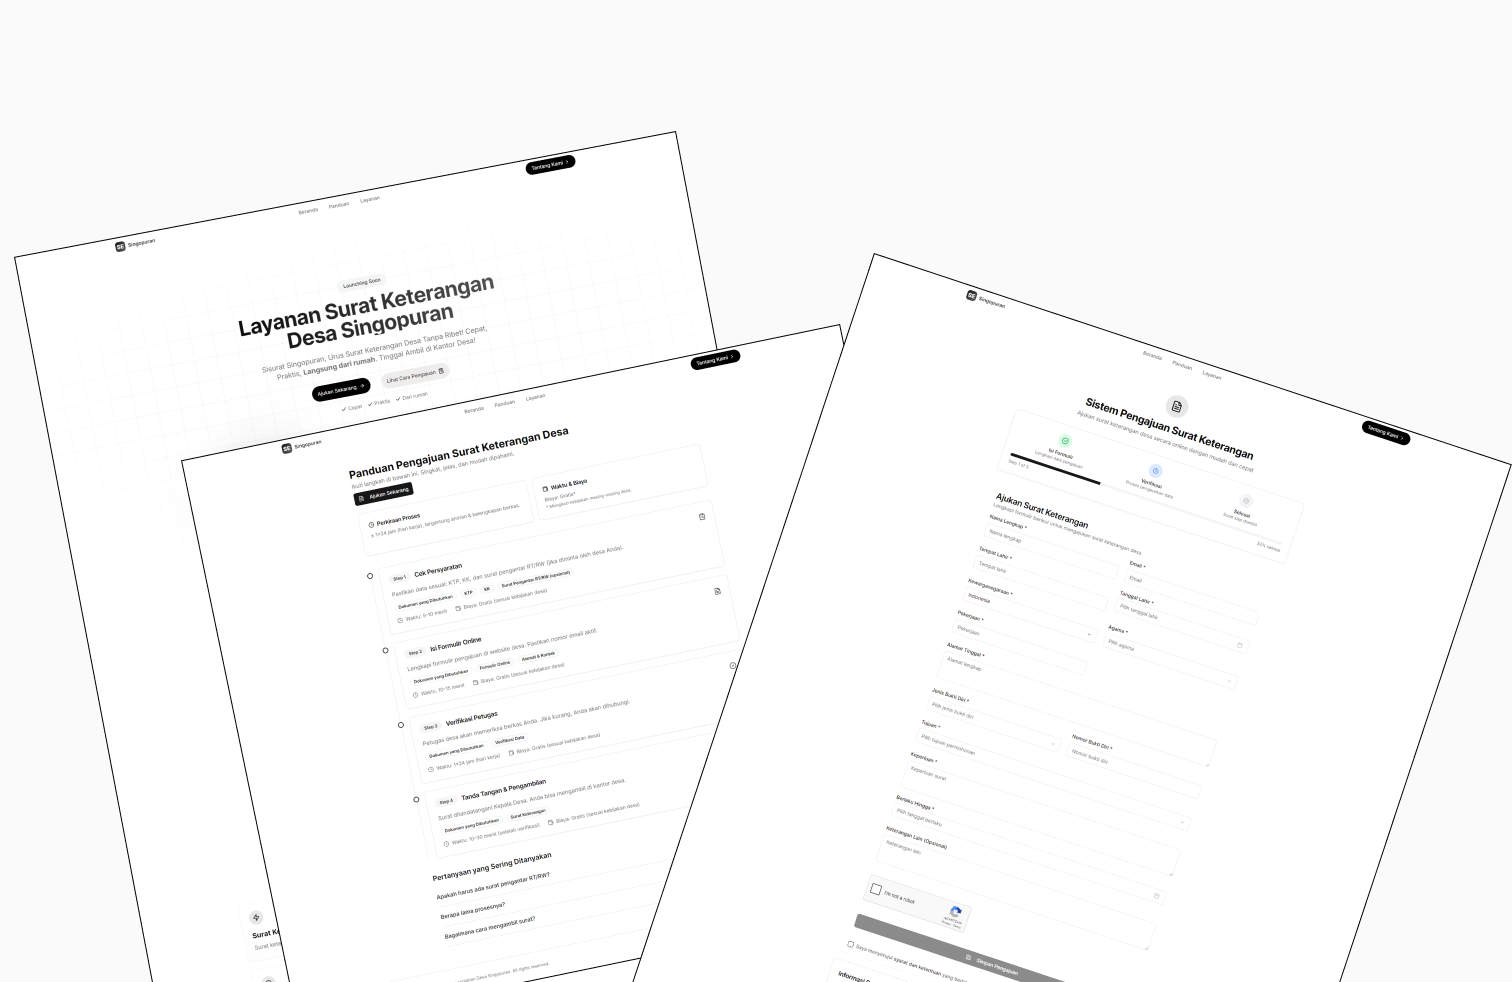 Tentang Kami
Beranda Panduan Layanan
SE Singopuran
Launching Soon
Layanan Surat Keterangan
Desa Singopuran
Sisurat Singopuran, Urus Surat Keterangan Desa Tanpa Ribet! Cepat,
Praktis, Langsung dari rumah. Tinggal Ambil di Kantor Desa!
Ajukan Sekarang
Lihat Cara Pengajuan
Cepat Praktis Dari rumah
Surat
Tentang Kami
Beranda Panduan Layanan
SE Singopuran
Panduan Pengajuan Surat Keterangan Desa
Ikuti langkah di bawah ini. Singkat, jelas, dan mudah dipahami.
Ajukan Sekarang
Perkiraan Proses
± 1×24 jam (hari kerja), tergantung antrian & kelengkapan berkas.
Waktu & Biaya
Biaya: Gratis*
* Mengikuti kebijakan masing-masing desa.
Step 1 Cek Persyaratan
Pastikan data sesuai: KTP, KK, dan surat pengantar RT/RW (jika diminta oleh desa Anda).
Dokumen yang Dibutuhkan KTP KK Surat Pengantar RT/RW (opsional)
Waktu: 5–10 menit Biaya: Gratis (sesuai kebijakan desa)
Step 2 Isi Formulir Online
Lengkapi formulir pengajuan di website desa. Pastikan nomor email aktif.
Dokumen yang Dibutuhkan Formulir Online Alamat & Kontak
Waktu: 10–15 menit Biaya: Gratis (sesuai kebijakan desa)
Step 3 Verifikasi Petugas
Petugas desa akan memeriksa berkas Anda. Jika kurang, Anda akan dihubungi.
Dokumen yang Dibutuhkan Verifikasi Data
Waktu: 1×24 jam (hari kerja) Biaya: Gratis (sesuai kebijakan desa)
Step 4 Tanda Tangan & Pengambilan
Surat ditandatangani Kepala Desa. Anda bisa mengambil di kantor desa.
Dokumen yang Dibutuhkan Surat Keterangan
Waktu: 10–30 menit (setelah verifikasi) Biaya: Gratis (sesuai kebijakan desa)
Pertanyaan yang Sering Ditanyakan
Apakah harus ada surat pengantar RT/RW?
Berapa lama prosesnya?
Bagaimana cara mengambil surat?
Desa Singopuran. All rights reserved.
SE Singopuran
Beranda Panduan Layanan
Tentang Kami
Sistem Pengajuan Surat Keterangan
Ajukan surat keterangan desa secara online dengan mudah dan cepat
Isi Formulir
Lengkapi data pengajuan
Verifikasi
Proses pengecekan data
Selesai
Surat siap diambil
Step 1 of 3
33% selesai
Ajukan Surat Keterangan
Lengkapi formulir berikut untuk mengajukan surat keterangan desa
Nama Lengkap *
Nama lengkap
Email *
Email
Tempat Lahir *
Tempat lahir
Tanggal Lahir *
Pilih tanggal lahir
Kewarganegaraan *
Indonesia
Agama *
Pilih agama
Pekerjaan *
Pekerjaan
Alamat Tinggal *
Alamat lengkap
Jenis Bukti Diri *
Pilih jenis bukti diri
Nomor Bukti Diri *
Nomor bukti diri
Tujuan *
Pilih tujuan permohonan
Keperluan *
Keperluan surat
Berlaku Hingga *
Pilih tanggal berlaku
Keterangan Lain (Opsional)
Keterangan lain
I'm not a robot
reCAPTCHA
Privacy - Terms
Simpan Pengajuan
Saya menyetujui syarat dan ketentuan yang
Informasi